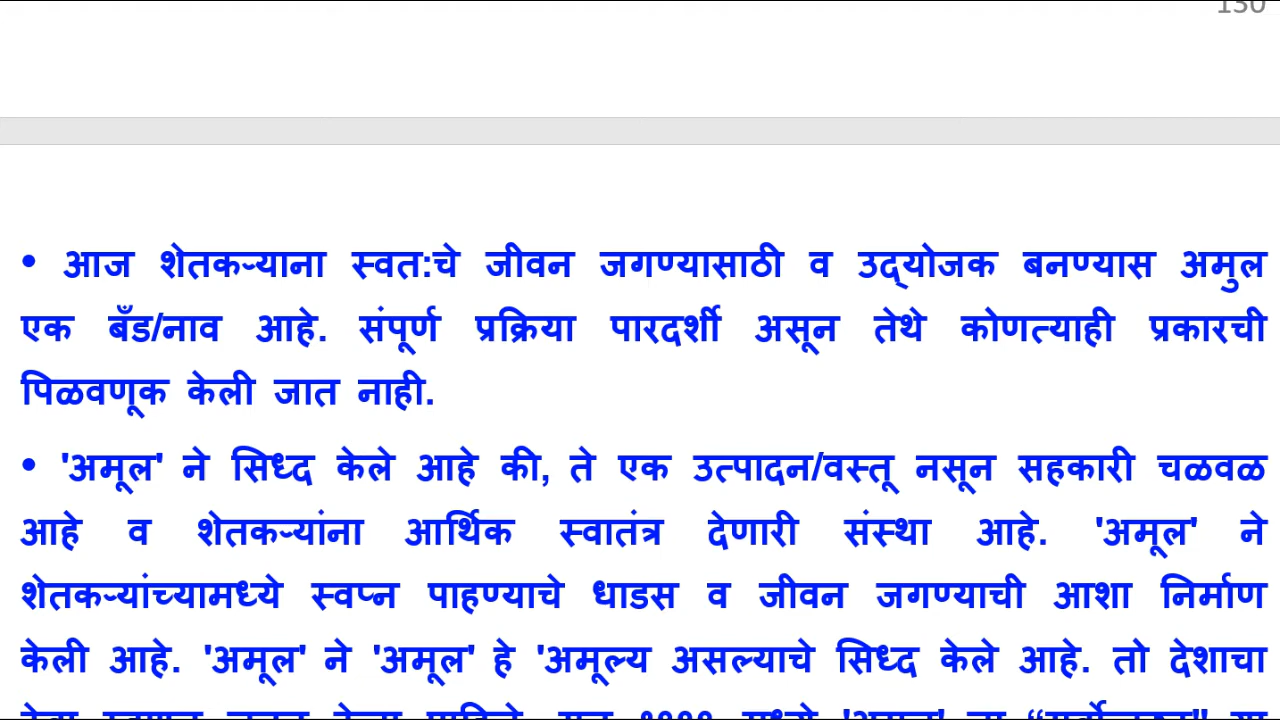 • आज शेतकऱ्याना स्वत:चे जीवन जगण्यासाठी व उद्‌योजक बनण्यास अमुल
एक बँड/नाव आहे. संपूर्ण प्रक्रिया पारदर्शी असून तेथे कोणत्याही प्रकारची
पिळवणूक केली जात नाही.
• 'अमूल' ने सिध्द केले आहे की, ते एक उत्पादन/वस्तू नसून सहकारी चळवळ
आहे व शेतकऱ्यांना आर्थिक स्वातंत्र देणारी संस्था आहे. 'अमूल' ने
शेतकऱ्यांच्यामध्ये स्वप्न पाहण्याचे धाडस व जीवन जगण्याची आशा निर्माण
केली आहे. 'अमूल' ने 'अमूल' हे 'अमूल्य असल्याचे सिध्द केले आहे. तो देशाचा